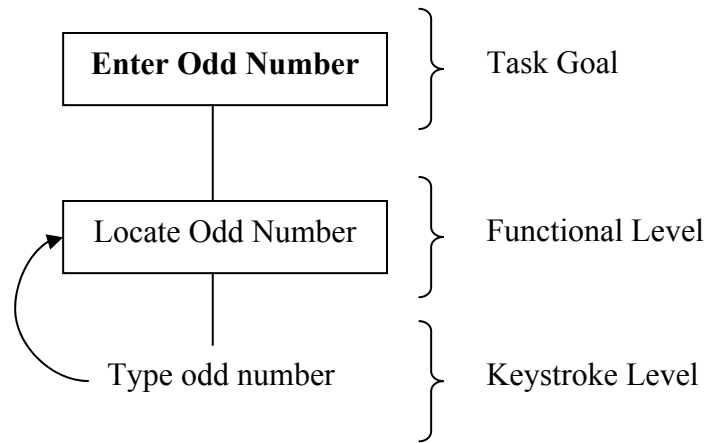 Enter Odd Number
Task Goal
Locate Odd Number
Functional Level
Type odd number
Keystroke Level